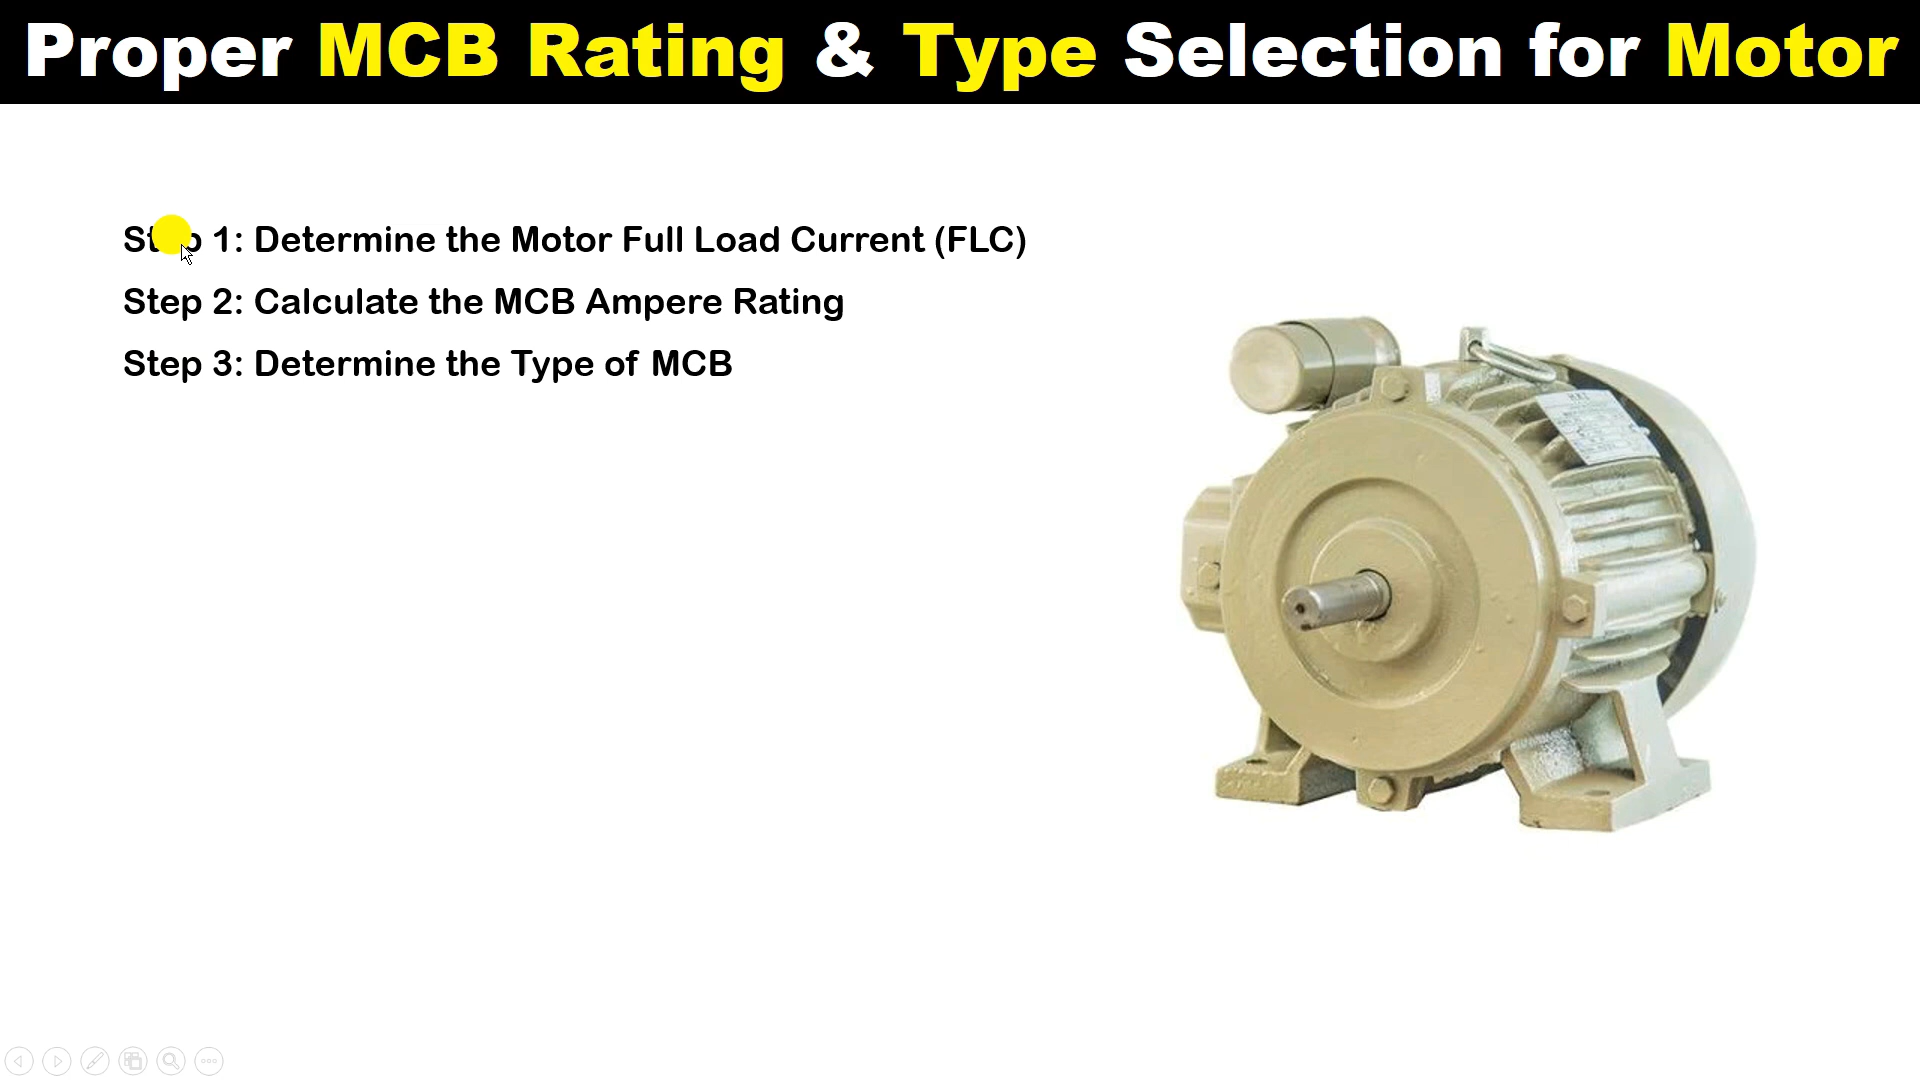 Proper MCB Rating & Type Selection for Motor
Step 1: Determine the Motor Full Load Current (FLC)
Step 2: Calculate the MCB Ampere Rating
Step 3: Determine the Type of MCB